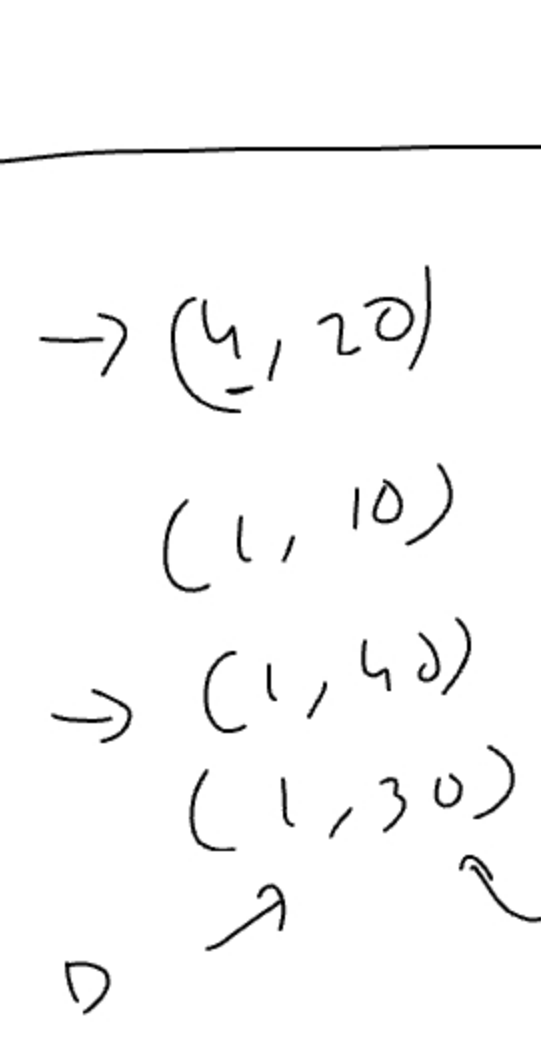 → (4, 20)
(1, 10)
→ (1, 40)
(1, 30)
D